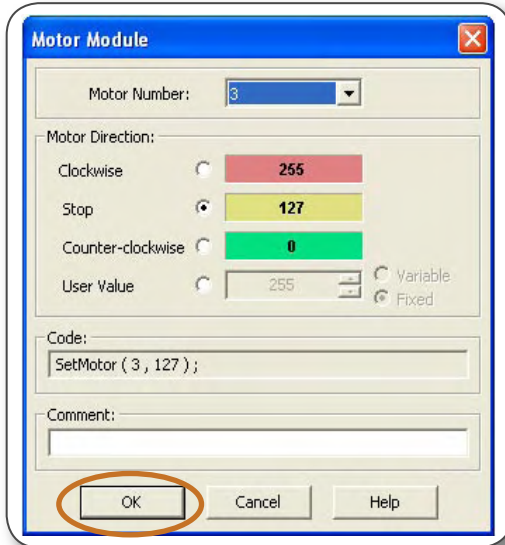 Motor Module
Motor Number: 3
Motor Direction:
Clockwise 255
Stop 127
Counter-clockwise 0
User Value 255 Variable
Fixed
Code:
SetMotor ( 3 , 127 ) ;
Comment:
OK Cancel Help